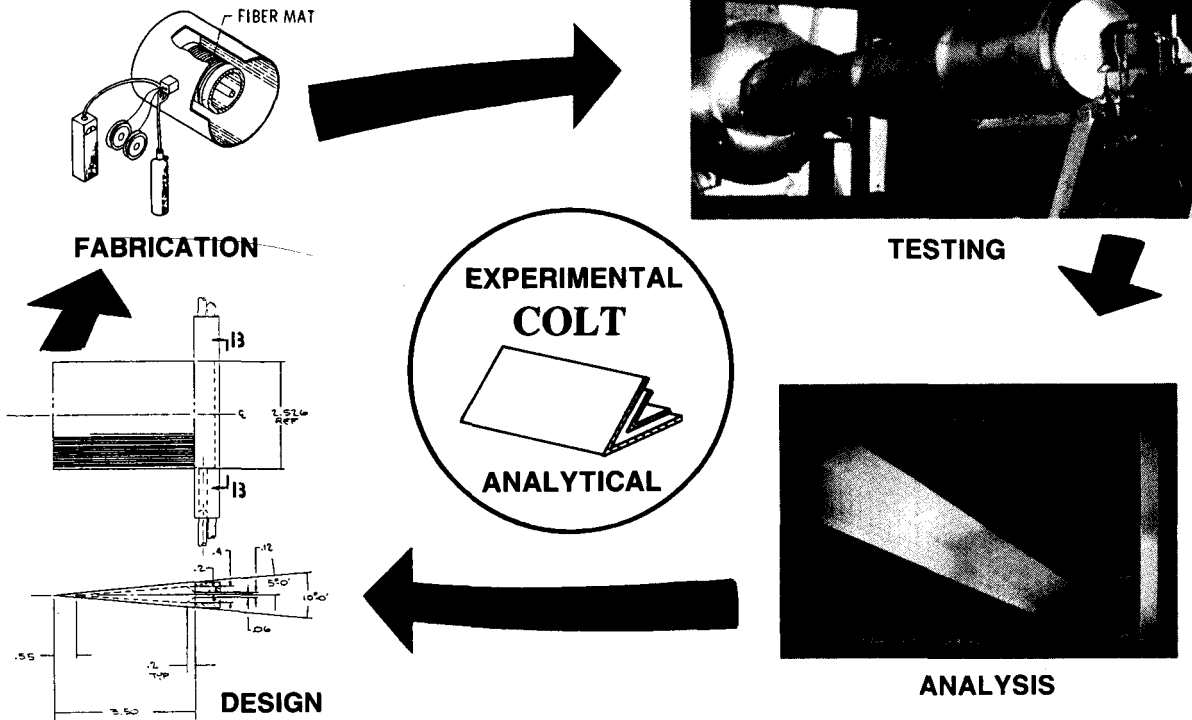 FIBER MAT
FABRICATION
TESTING
EXPERIMENTAL
COLT
ANALYTICAL
13
2.526
REF
13
.4
.12
.2
5°0'
10°0'
.06
.55
.2
TYP
3.50
DESIGN
ANALYSIS